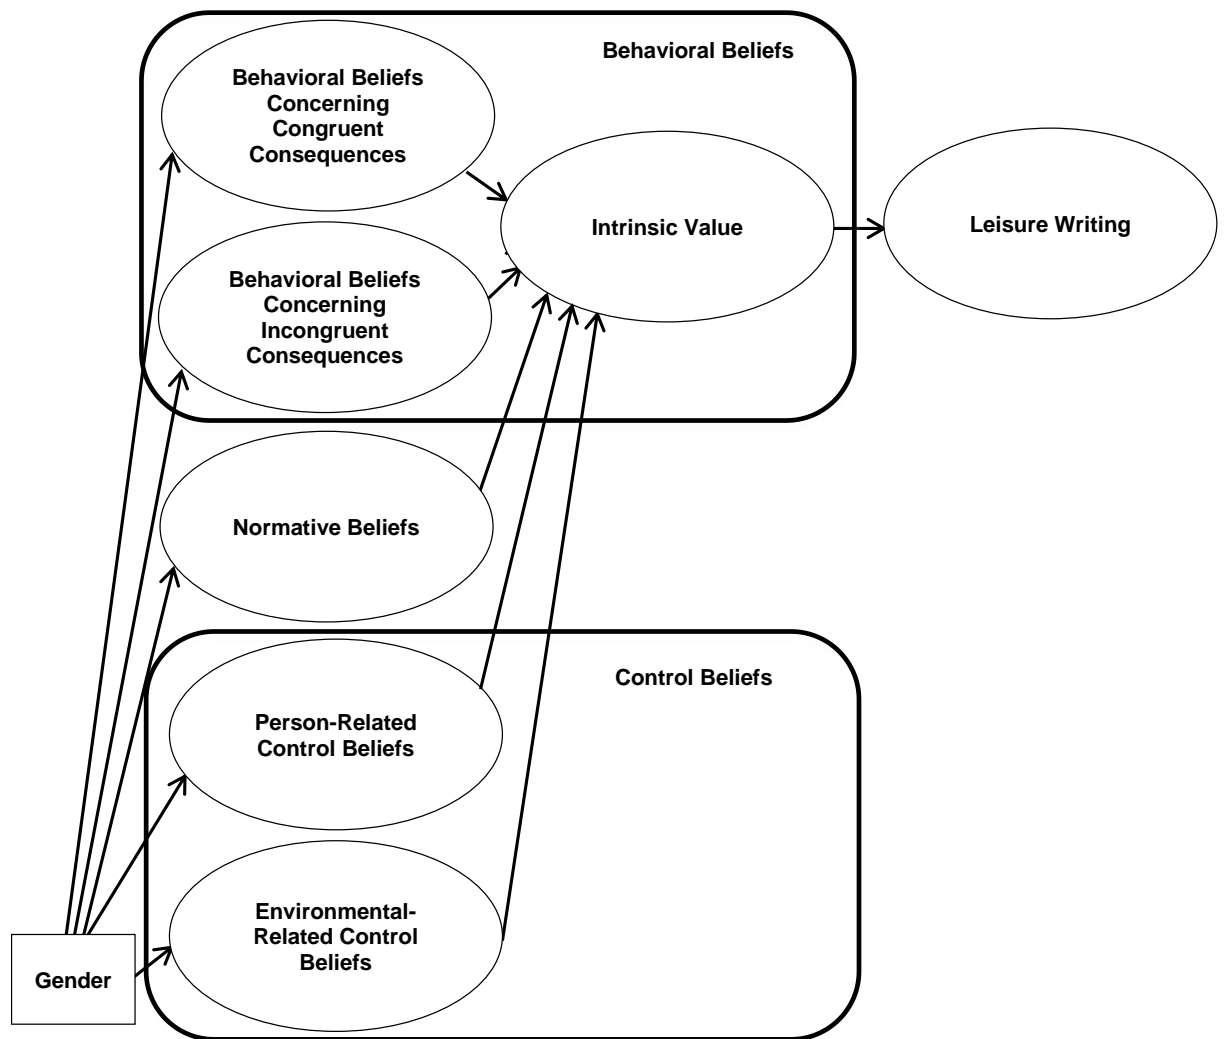 Behavioral Beliefs
Behavioral Beliefs
Concerning
Congruent
Consequences
Intrinsic Value
Leisure Writing
Behavioral Beliefs
Concerning
Incongruent
Consequences
Normative Beliefs
Control Beliefs
Person-Related
Control Beliefs
Environmental-
Related Control
Beliefs
Gender